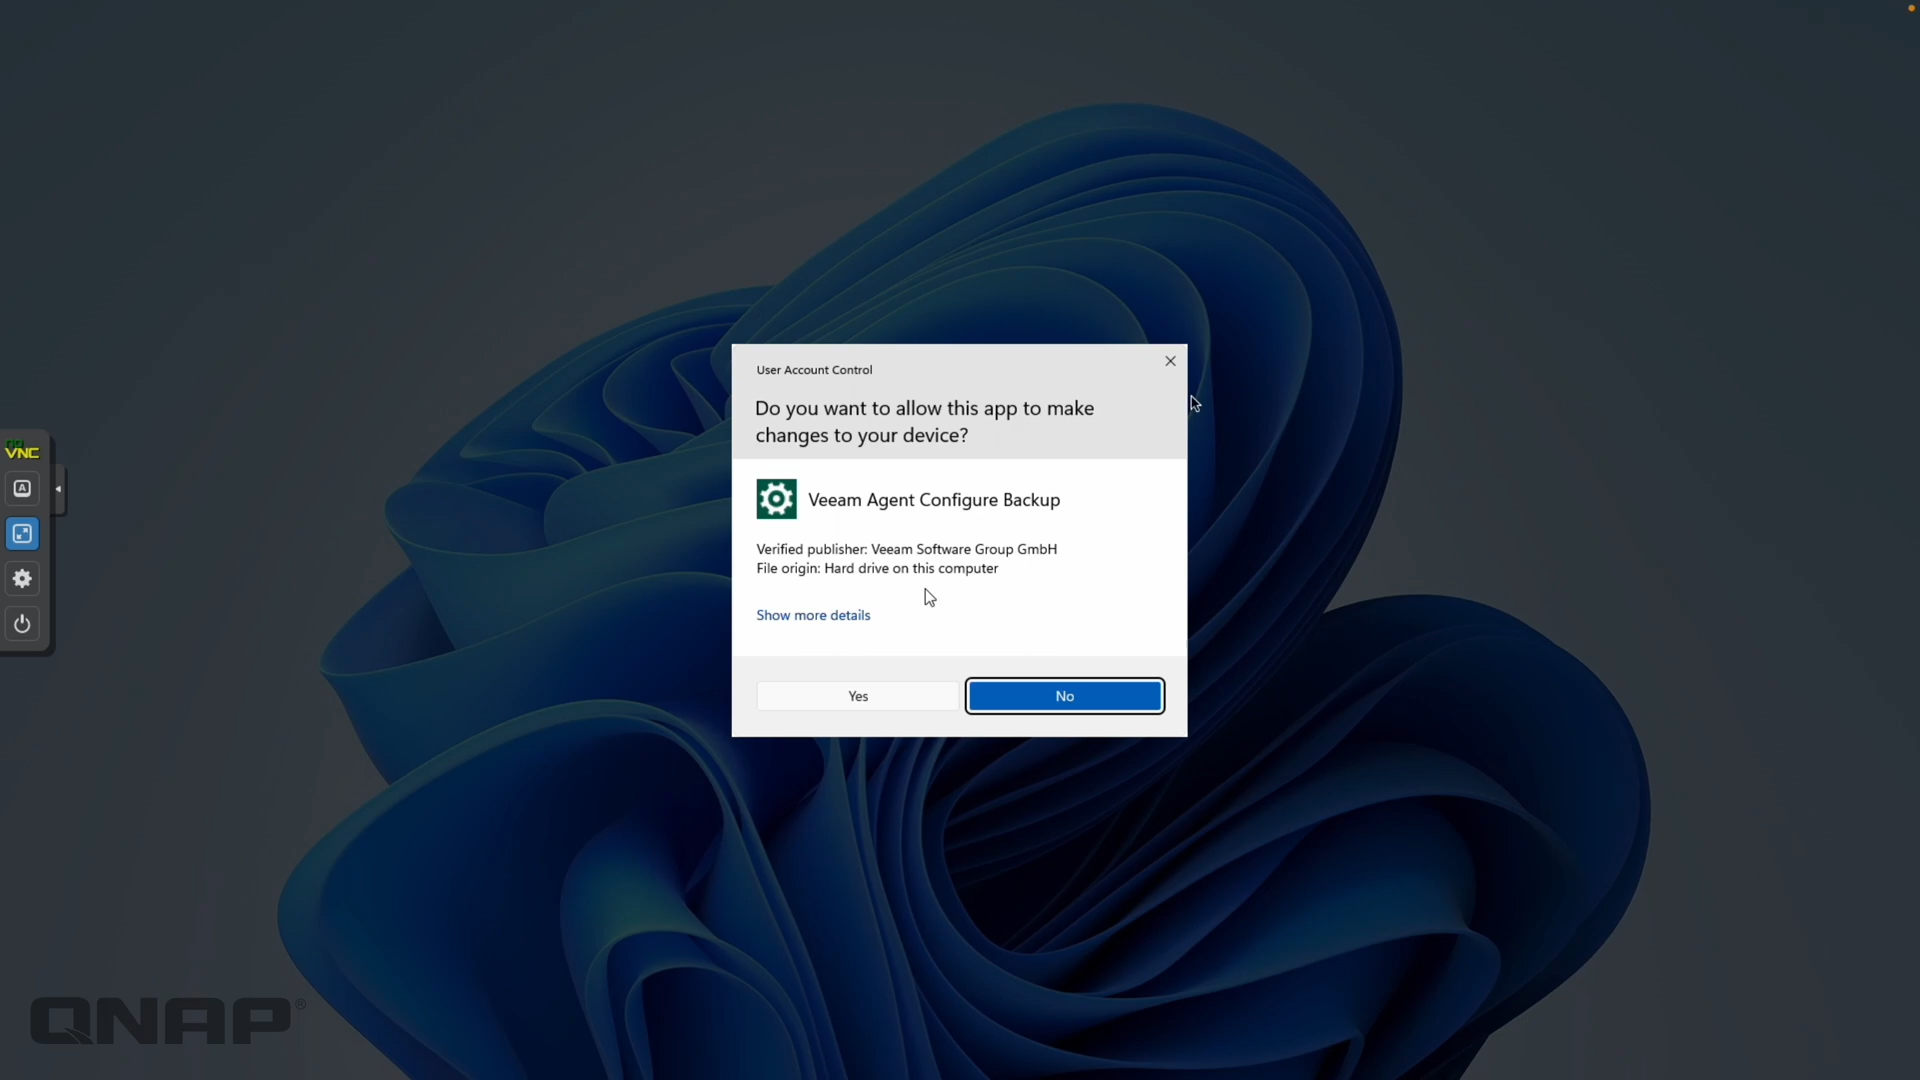 User Account Control
Do you want to allow this app to make
changes to your device?
Veeam Agent Configure Backup
Verified publisher: Veeam Software Group GmbH
File origin: Hard drive on this computer
Show more details
Yes
No
no
VNC
A
QNAP®